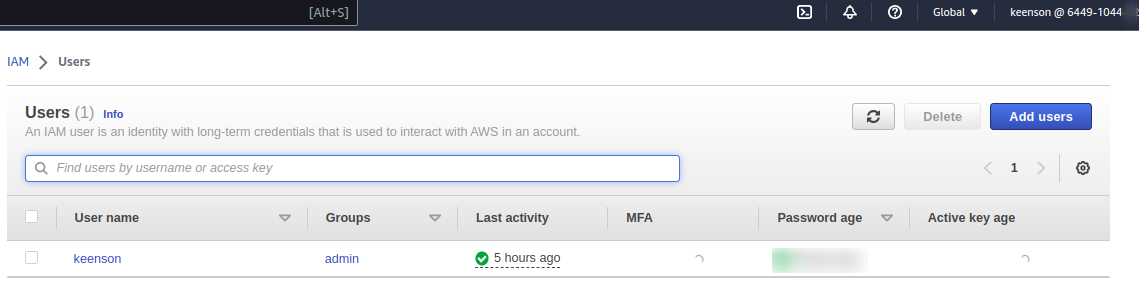 [Alt+S] Global keenson @ 6449-1044
IAM Users
Users (1) Info
An IAM user is an identity with long-term credentials that is used to interact with AWS in an account.
Delete Add users
Find users by username or access key
1
User name Groups Last activity MFA Password age Active key age
keenson admin 5 hours ago